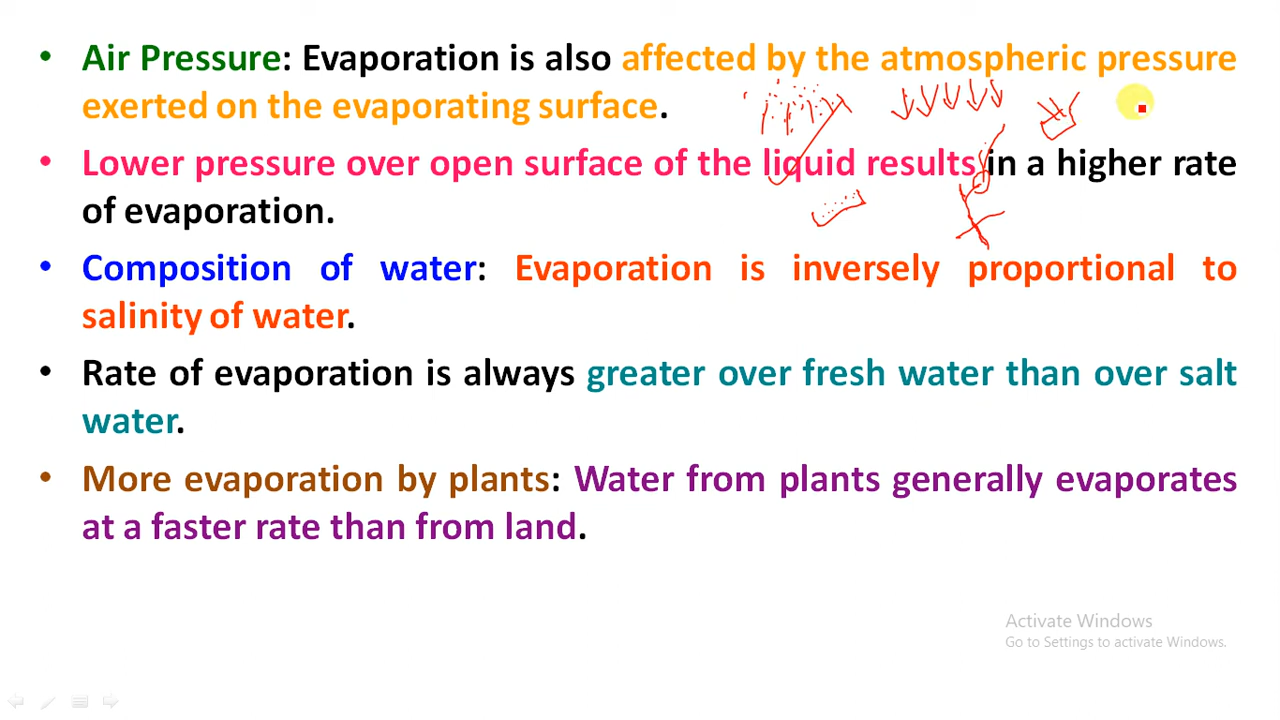 • Air Pressure: Evaporation is also affected by the atmospheric pressure
exerted on the evaporating surface.
• Lower pressure over open surface of the liquid results in a higher rate
of evaporation.
• Composition of water: Evaporation is inversely proportional to
salinity of water.
• Rate of evaporation is always greater over fresh water than over salt
water.
• More evaporation by plants: Water from plants generally evaporates
at a faster rate than from land.
Activate Windows
Go to Settings to activate Windows.